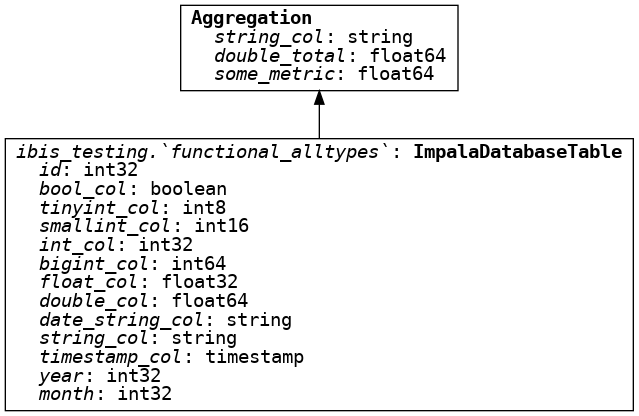 Aggregation
string_col: string
double_total: float64
some_metric: float64
ibis_testing.`functional_alltypes`: ImpalaDatabaseTable
id: int32
bool_col: boolean
tinyint_col: int8
smallint_col: int16
int_col: int32
bigint_col: int64
float_col: float32
double_col: float64
date_string_col: string
string_col: string
timestamp_col: timestamp
year: int32
month: int32